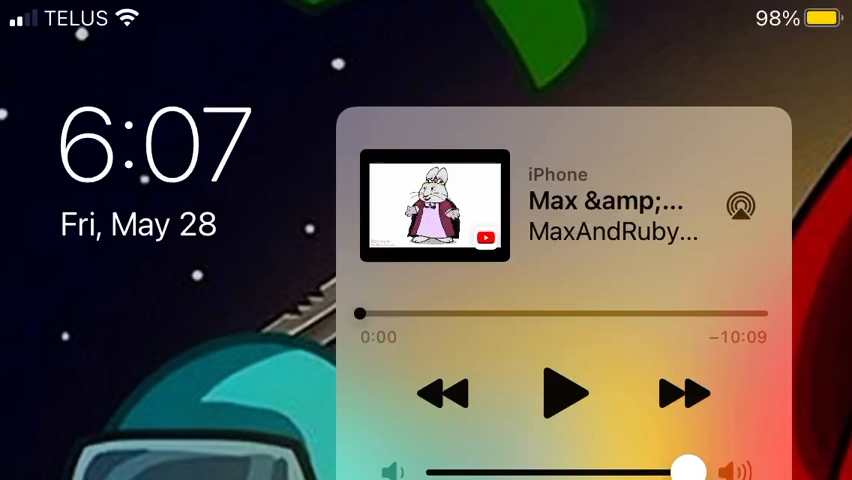 TELUS 98%
6:07
Fri, May 28
iPhone
Max &amp;...
MaxAndRuby...
0:00 −10:09